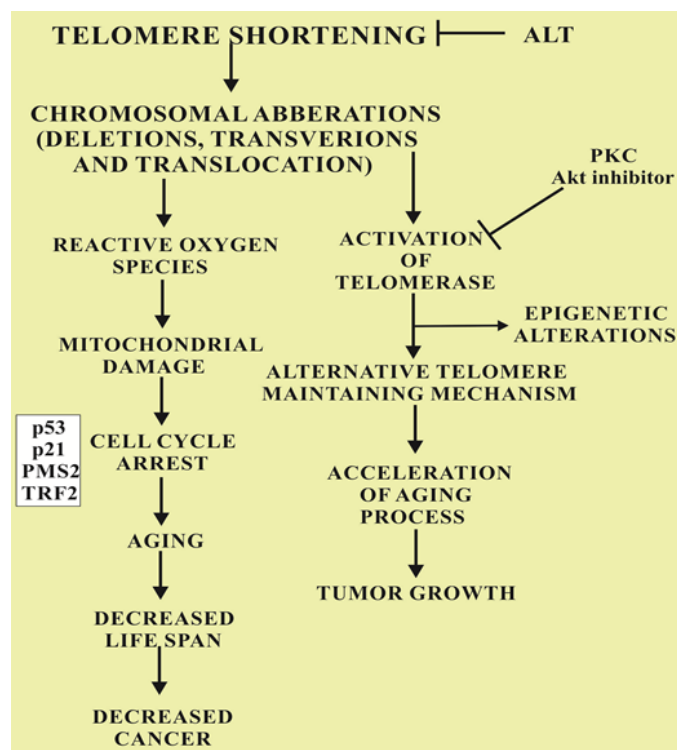 TELOMERE SHORTENING
ALT
CHROMOSOMAL ABBERATIONS
(DELETIONS, TRANSVERIONS
AND TRANSLOCATION)
PKC
Akt inhibitor
REACTIVE OXYGEN
SPECIES
ACTIVATION
OF
TELOMERASE
EPIGENETIC
ALTERATIONS
MITOCHONDRIAL
DAMAGE
ALTERNATIVE TELOMERE
MAINTAINING MECHANISM
p53
p21
PMS2
TRF2
CELL CYCLE
ARREST
ACCELERATION
OF AGING
PROCESS
AGING
TUMOR GROWTH
DECREASED
LIFE SPAN
DECREASED
CANCER